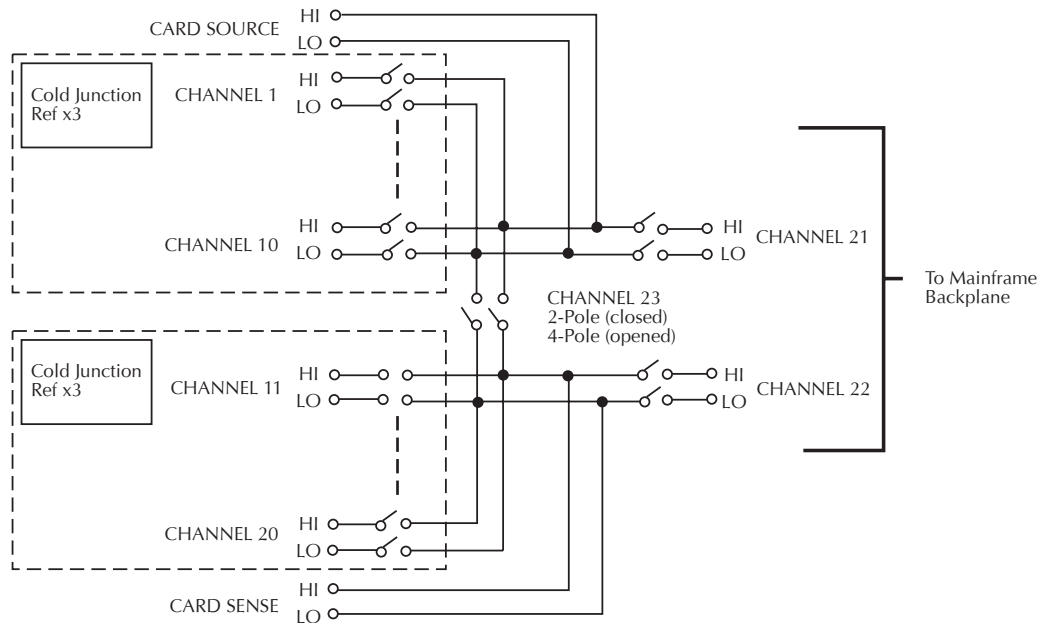 CARD SOURCE
HI
LO
Cold Junction
Ref x3
CHANNEL 1
HI
LO
CHANNEL 10
HI
LO
HI
LO
CHANNEL 21
CHANNEL 23
2-Pole (closed)
4-Pole (opened)
To Mainframe
Backplane
Cold Junction
Ref x3
CHANNEL 11
HI
LO
HI
LO
CHANNEL 22
CHANNEL 20
HI
LO
CARD SENSE
HI
LO